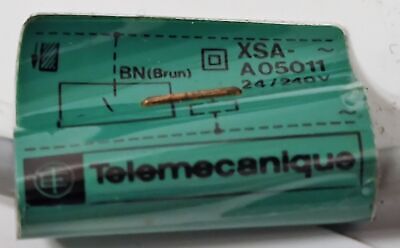 XSA- ~
A05011
24/240V
BN(Brun)
~
Telemecanique